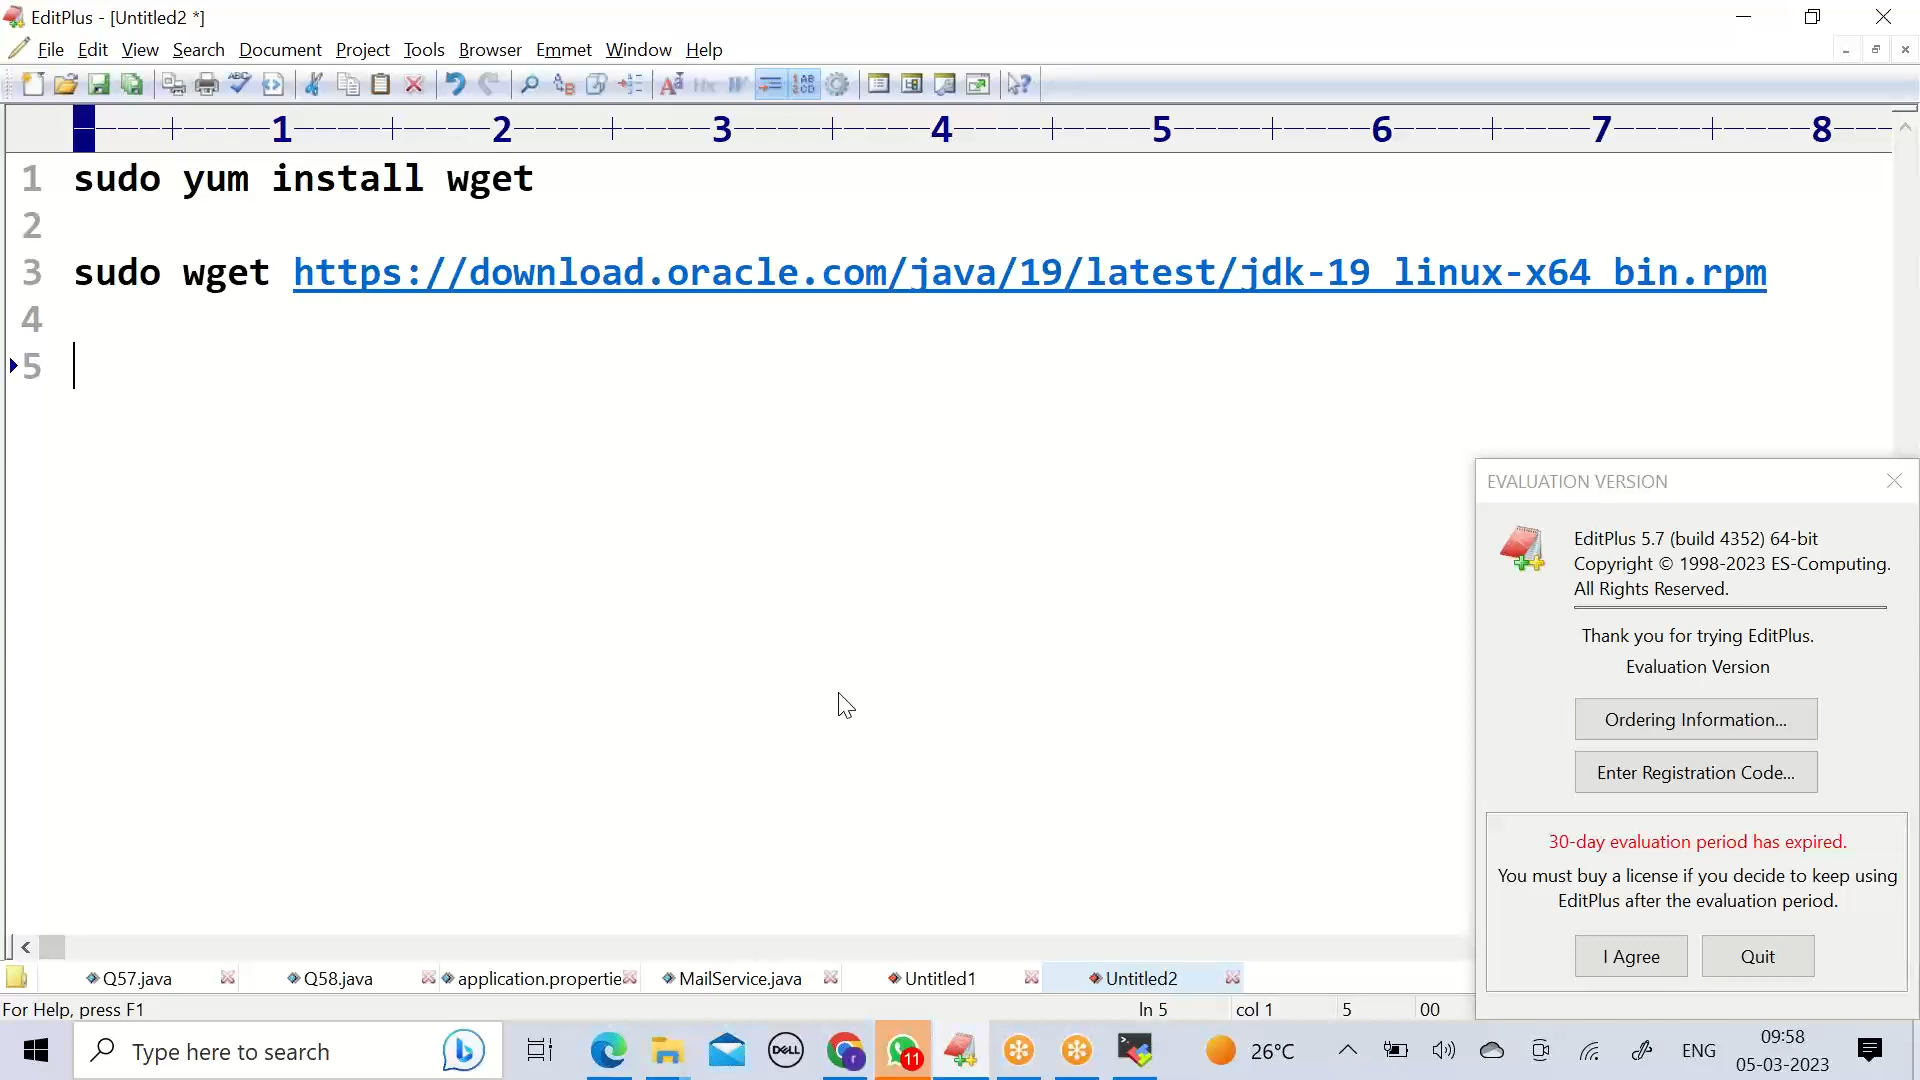 EditPlus - [Untitled2 *]
File Edit View Search Document Project Tools Browser Emmet Window Help
1 2 3 4 5 6 7 8
1 sudo yum install wget
2
3 sudo wget https://download.oracle.com/java/19/latest/jdk-19_linux-x64_bin.rpm
4
5
EVALUATION VERSION
EditPlus 5.7 (build 4352) 64-bit
Copyright © 1998-2023 ES-Computing.
All Rights Reserved.
Thank you for trying EditPlus.
Evaluation Version
Ordering Information...
Enter Registration Code...
30-day evaluation period has expired.
You must buy a license if you decide to keep using
EditPlus after the evaluation period.
I Agree Quit
Q57.java Q58.java application.propertie MailService.java Untitled1 Untitled2
For Help, press F1 ln 5 col 1 5 00
Type here to search DELL 11 26°C ENG 09:58
05-03-2023